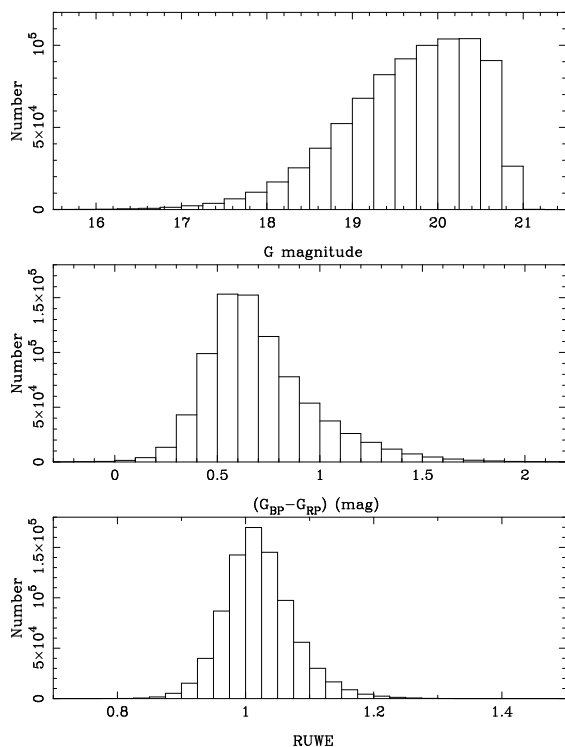 10⁵
5×10⁴
0
Number
16 17 18 19 20 21
G magnitude
1.5×10⁵
10⁵
5×10⁴
0
Number
0 0.5 1 1.5 2
(G_BP−G_RP) (mag)
1.5×10⁵
10⁵
5×10⁴
0
Number
0.8 1 1.2 1.4
RUWE